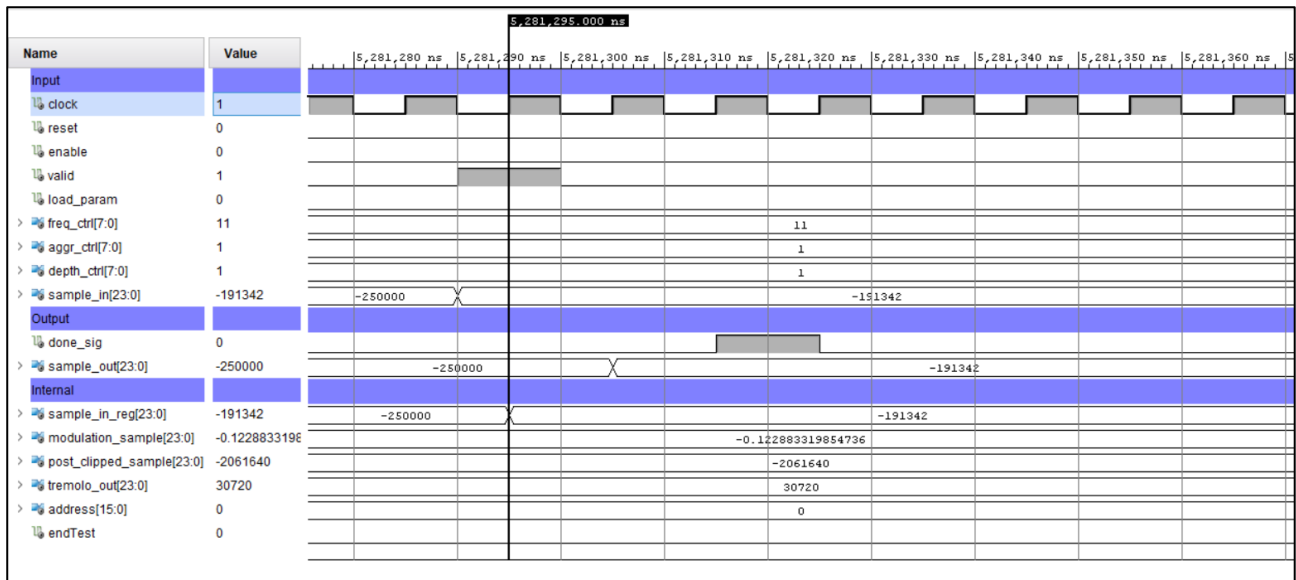 5,281,295.000 ns
Name Value 5,281,280 ns 5,281,290 ns 5,281,300 ns 5,281,310 ns 5,281,320 ns 5,281,330 ns 5,281,340 ns 5,281,350 ns 5,281,360 ns 5
Input
clock 1
reset 0
enable 0
valid 1
load_param 0
freq_ctrl[7:0] 11 11
aggr_ctrl[7:0] 1 1
depth_ctrl[7:0] 1 1
sample_in[23:0] -191342 -250000 -191342
Output
done_sig 0
sample_out[23:0] -250000 -250000 -191342
Internal
sample_in_reg[23:0] -191342 -250000 -191342
modulation_sample[23:0] -0.1228833198 -0.122883319854736
post_clipped_sample[23:0] -2061640 -2061640
tremolo_out[23:0] 30720 30720
address[15:0] 0 0
endTest 0